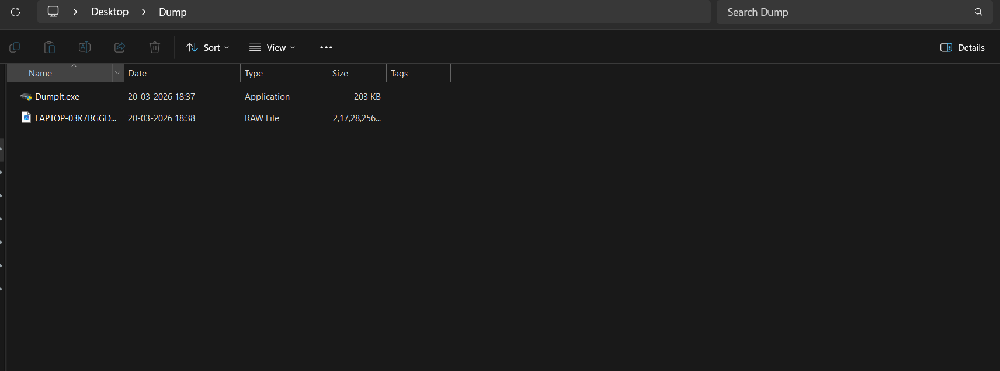 Desktop Dump Search Dump
Sort View Details
Name Date Type Size Tags
DumpIt.exe 20-03-2026 18:37 Application 203 KB
LAPTOP-03K7BGGD... 20-03-2026 18:38 RAW File 2,17,28,256...